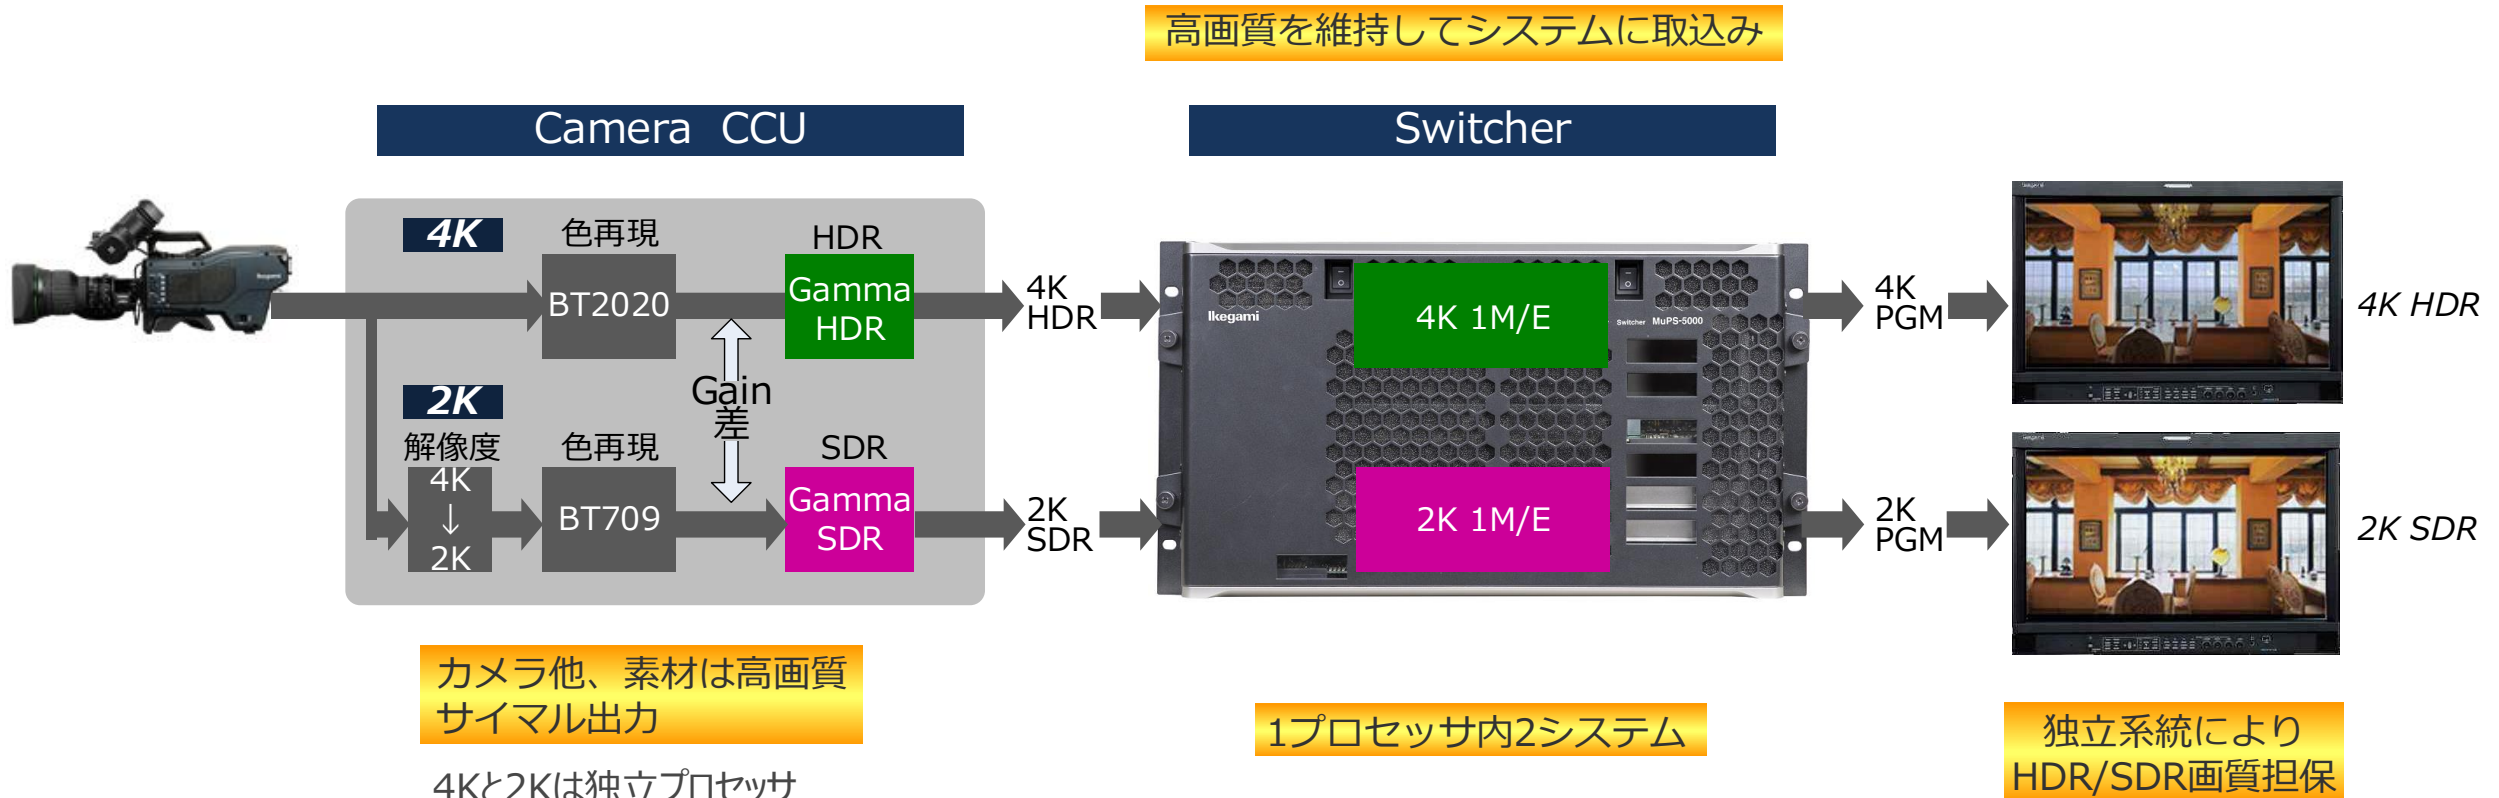 高画質を維持してシステムに取込み
Camera CCU
Switcher
4K
色再現
HDR
BT2020
Gamma
HDR
4K
HDR
Ikegami
4K 1M/E
Switcher MuPS-5000
4K
PGM
4K HDR
Gain
差
2K
解像度
4K
↓
2K
色再現
BT709
SDR
Gamma
SDR
2K
SDR
2K 1M/E
2K
PGM
2K SDR
カメラ他、素材は高画質
サイマル出力
4Kと2Kは独立プロセッサ
1プロセッサ内2システム
独立系統により
HDR/SDR画質担保